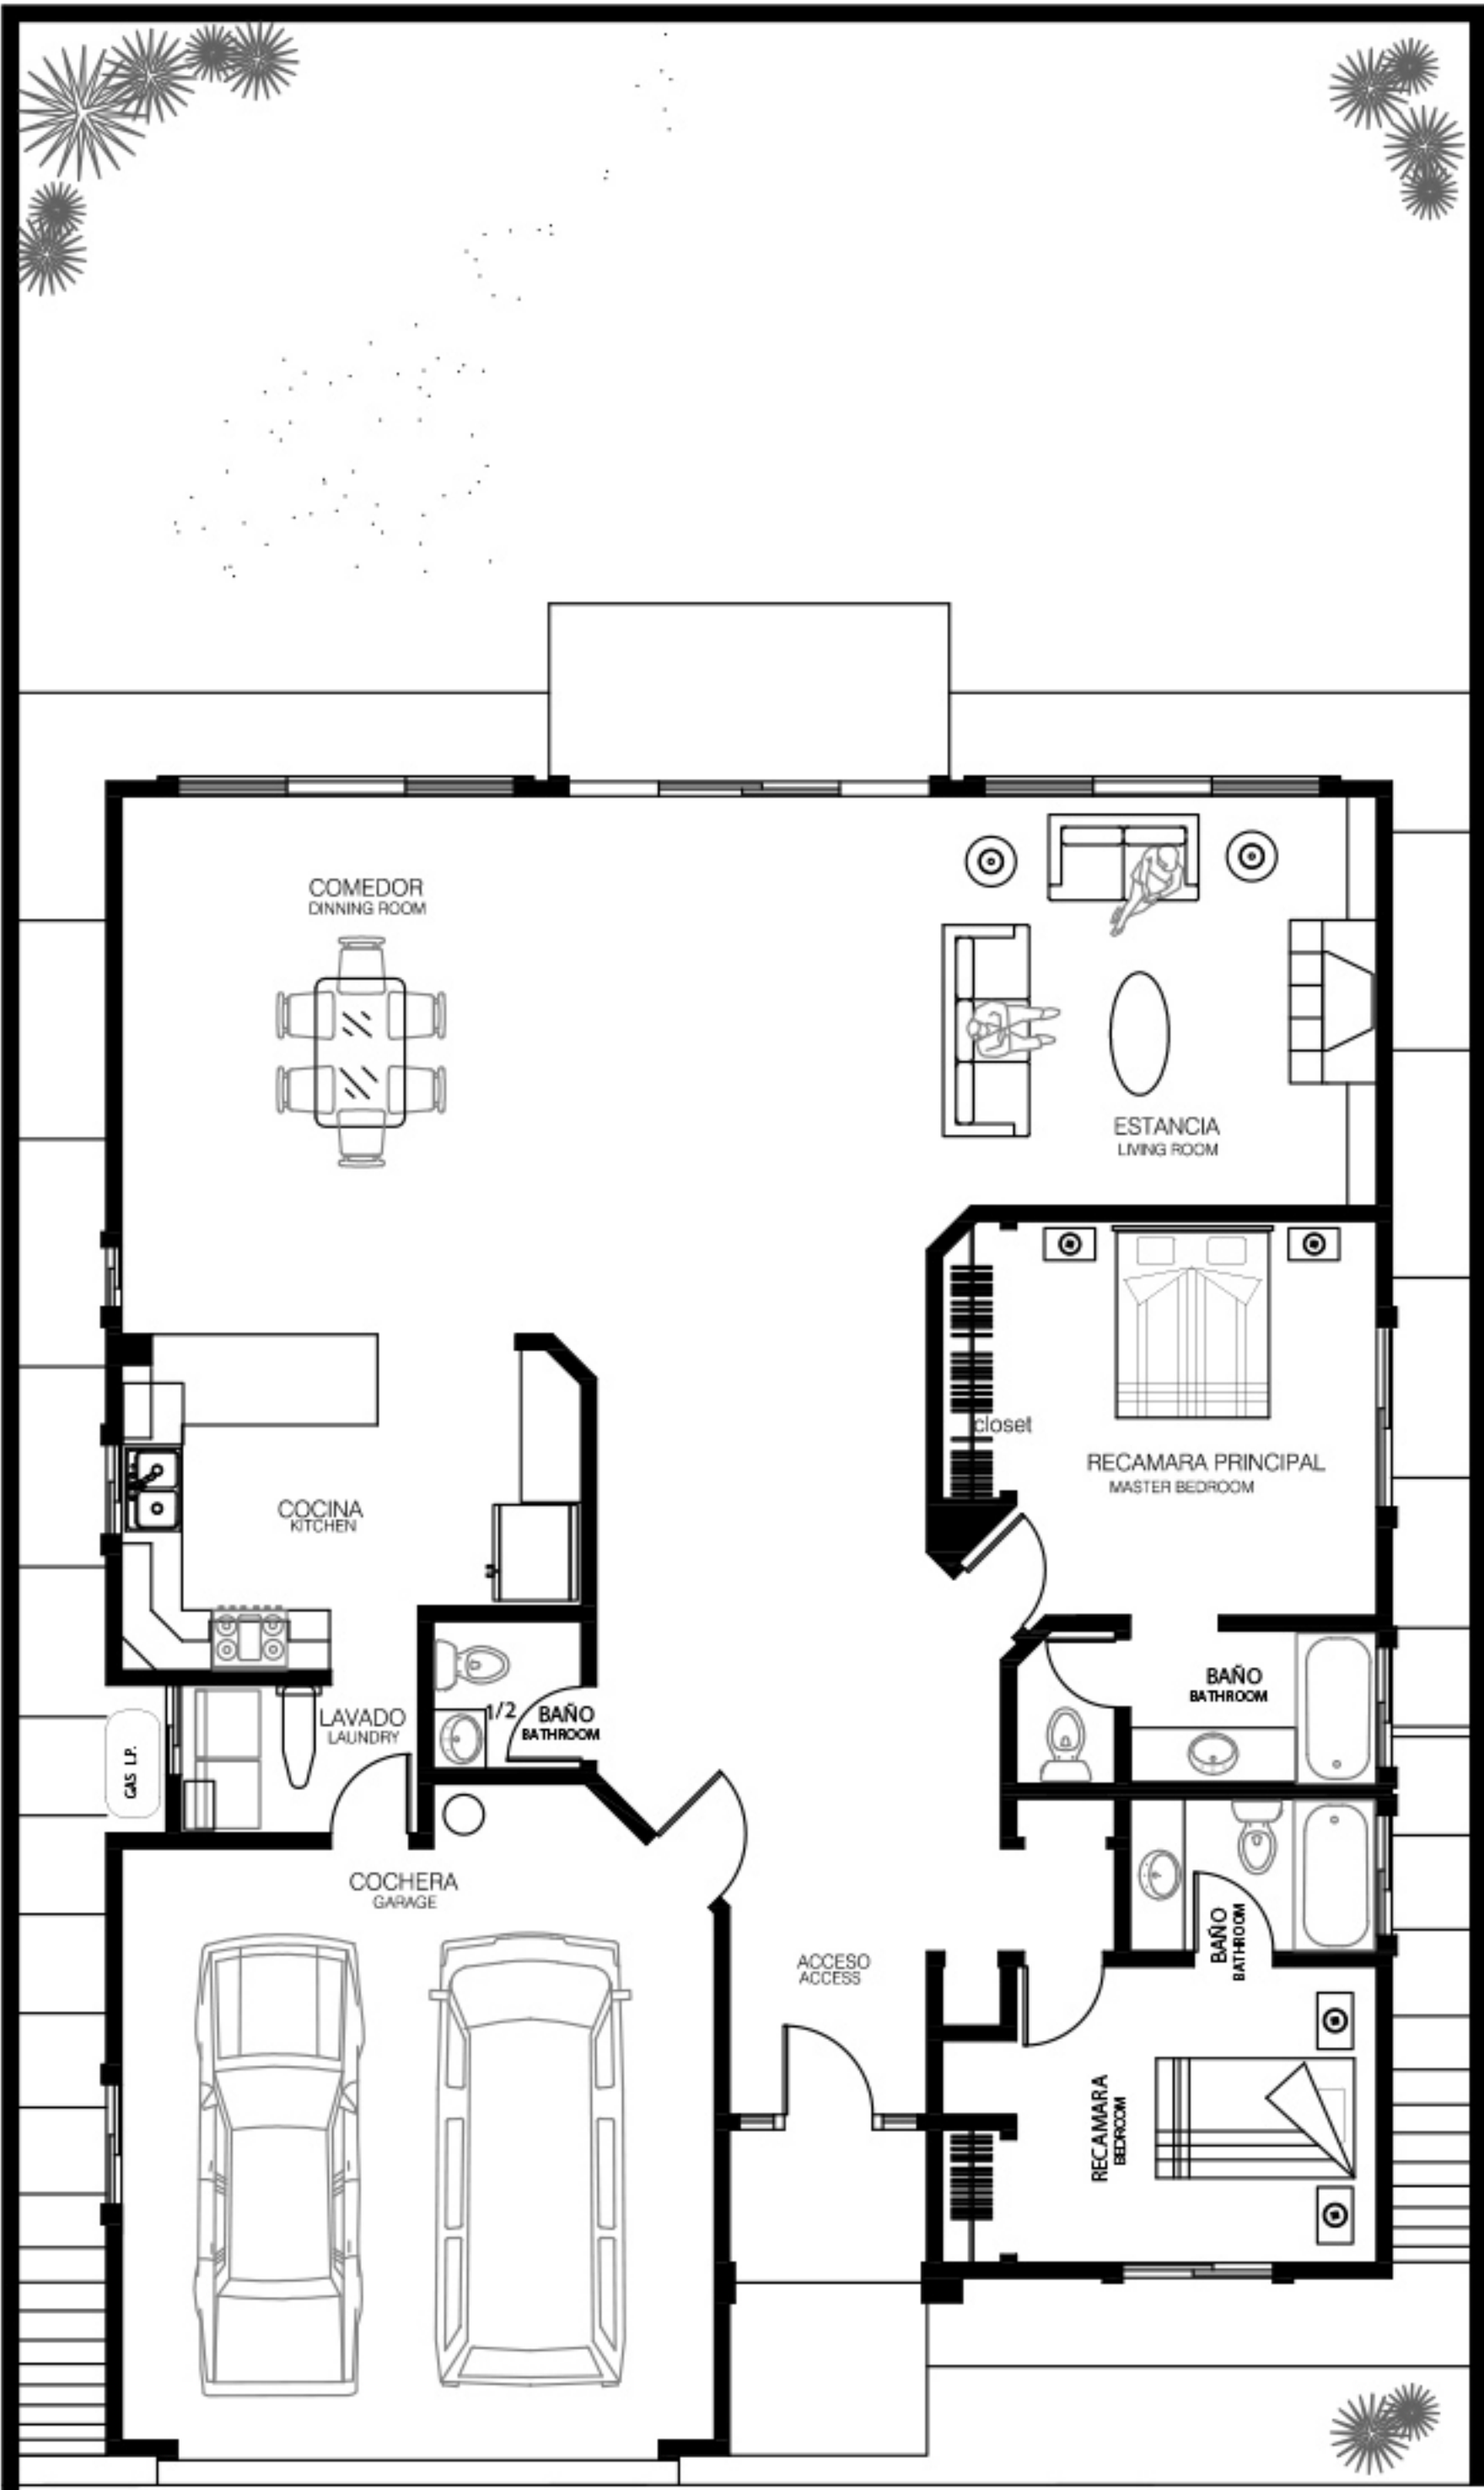 COMEDOR
DINNING ROOM
ESTANCIA
LIVING ROOM
closet
RECAMARA PRINCIPAL
MASTER BEDROOM
COCINA
KITCHEN
BAÑO
BATHROOM
1/2 BAÑO
BATHROOM
LAVADO
LAUNDRY
GAS L.P.
COCHERA
GARAGE
BAÑO
BATHROOM
ACCESO
ACCESS
RECAMARA
BEDROOM